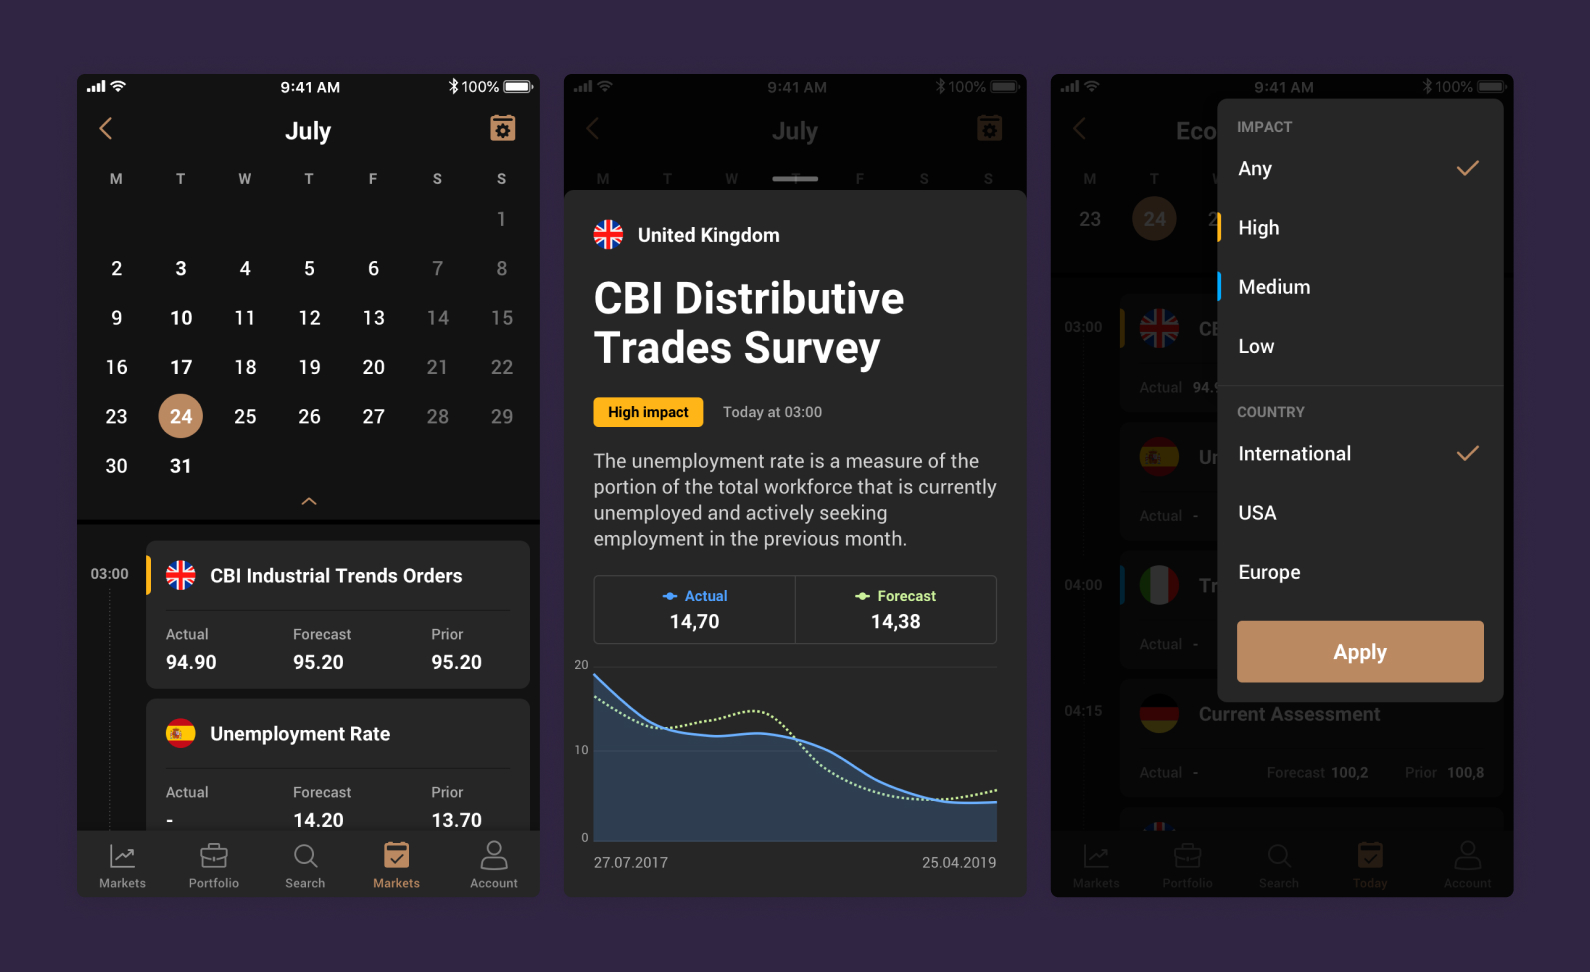 9:41 AM
100%
July
M T W T F S S
1
2 3 4 5 6 7 8
9 10 11 12 13 14 15
16 17 18 19 20 21 22
23 24 25 26 27 28 29
30 31
03:00
CBI Industrial Trends Orders
Actual Forecast Prior
94.90 95.20 95.20
Unemployment Rate
Actual Forecast Prior
- 14.20 13.70
Markets Portfolio Search Markets Account
9:41 AM
100%
July
M T W T F S S
United Kingdom
CBI Distributive
Trades Survey
High impact Today at 03:00
The unemployment rate is a measure of the
portion of the total workforce that is currently
unemployed and actively seeking
employment in the previous month.
Actual Forecast
14,70 14,38
20
10
0
27.07.2017 25.04.2019
9:41 AM
100%
Eco
M T
23 24 2
03:00
Actual 94.9
Ur
Actual -
04:00
Tr
Actual -
04:15
Current Assessment
Actual - Forecast 100,2 Prior 100,8
Markets Portfolio Search Today Account
IMPACT
Any
High
Medium
Low
COUNTRY
International
USA
Europe
Apply